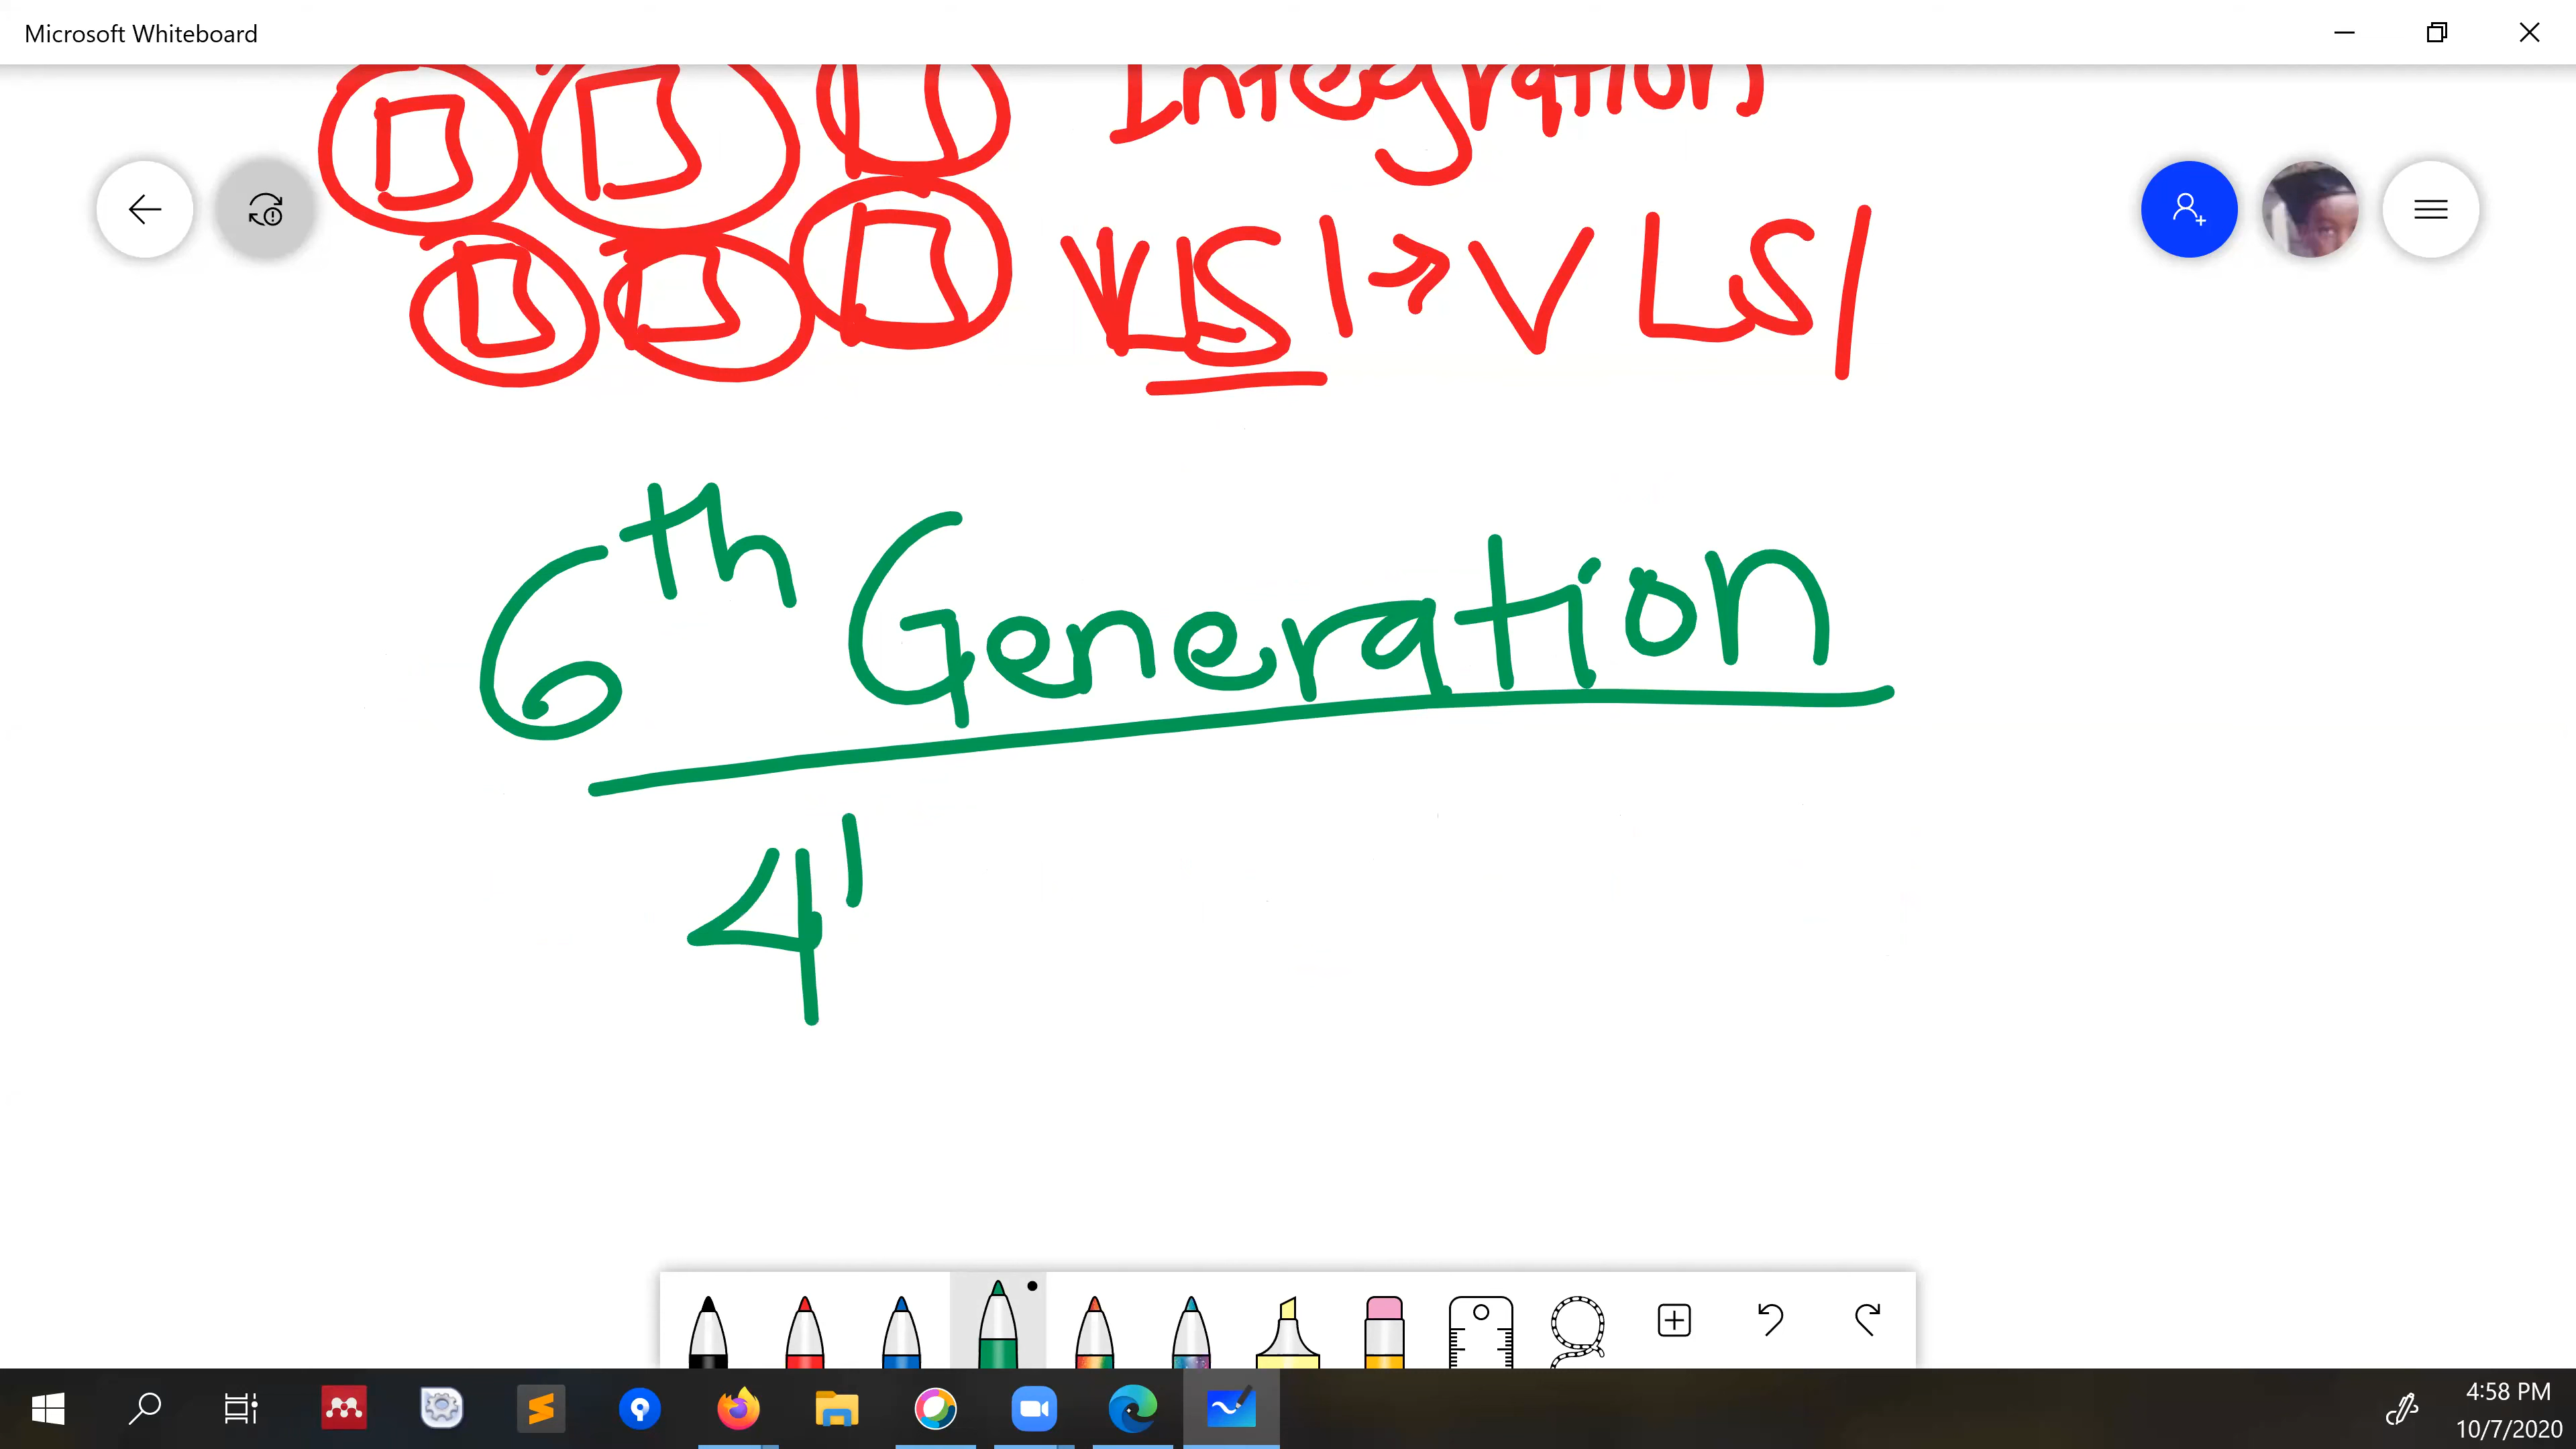 Microsoft Whiteboard
Integration
VLSI → VLSI
6th Generation
4'
4:58 PM
10/7/2020